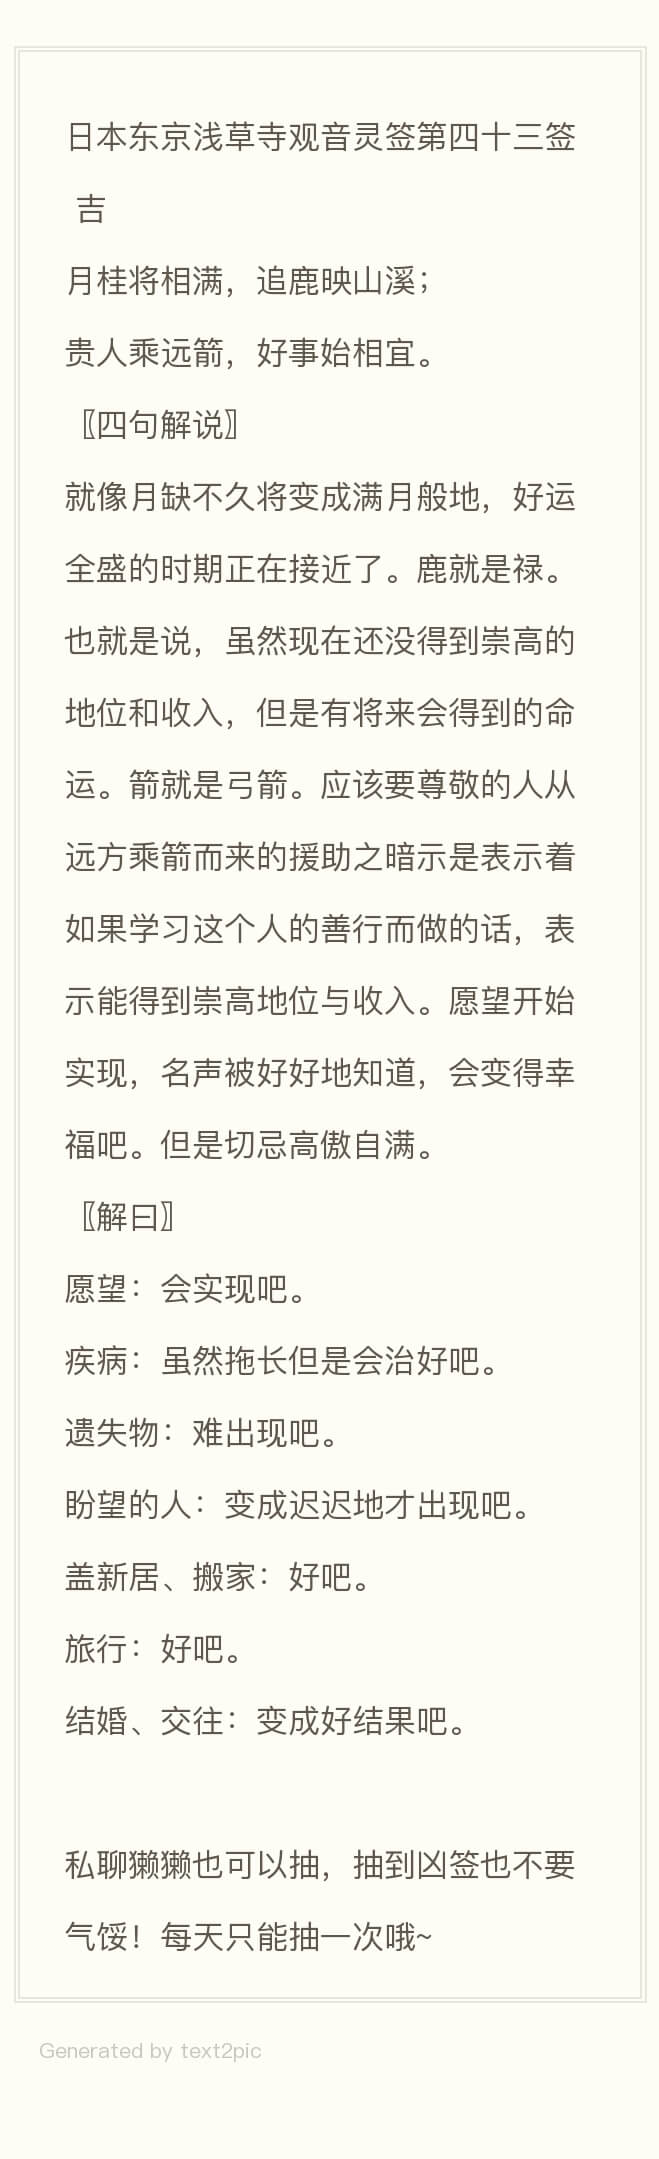 日本东京浅草寺观音灵签第四十三签
吉
月桂将相满，追鹿映山溪；
贵人乘远箭，好事始相宜。
〖四句解说〗
就像月缺不久将变成满月般地，好运
全盛的时期正在接近了。鹿就是禄。
也就是说，虽然现在还没得到崇高的
地位和收入，但是有将来会得到的命
运。箭就是弓箭。应该要尊敬的人从
远方乘箭而来的援助之暗示是表示着
如果学习这个人的善行而做的话，表
示能得到崇高地位与收入。愿望开始
实现，名声被好好地知道，会变得幸
福吧。但是切忌高傲自满。
〖解曰〗
愿望：会实现吧。
疾病：虽然拖长但是会治好吧。
遗失物：难出现吧。
盼望的人：变成迟迟地才出现吧。
盖新居、搬家：好吧。
旅行：好吧。
结婚、交往：变成好结果吧。
私聊獭獭也可以抽，抽到凶签也不要
气馁！每天只能抽一次哦~
Generated by text2pic